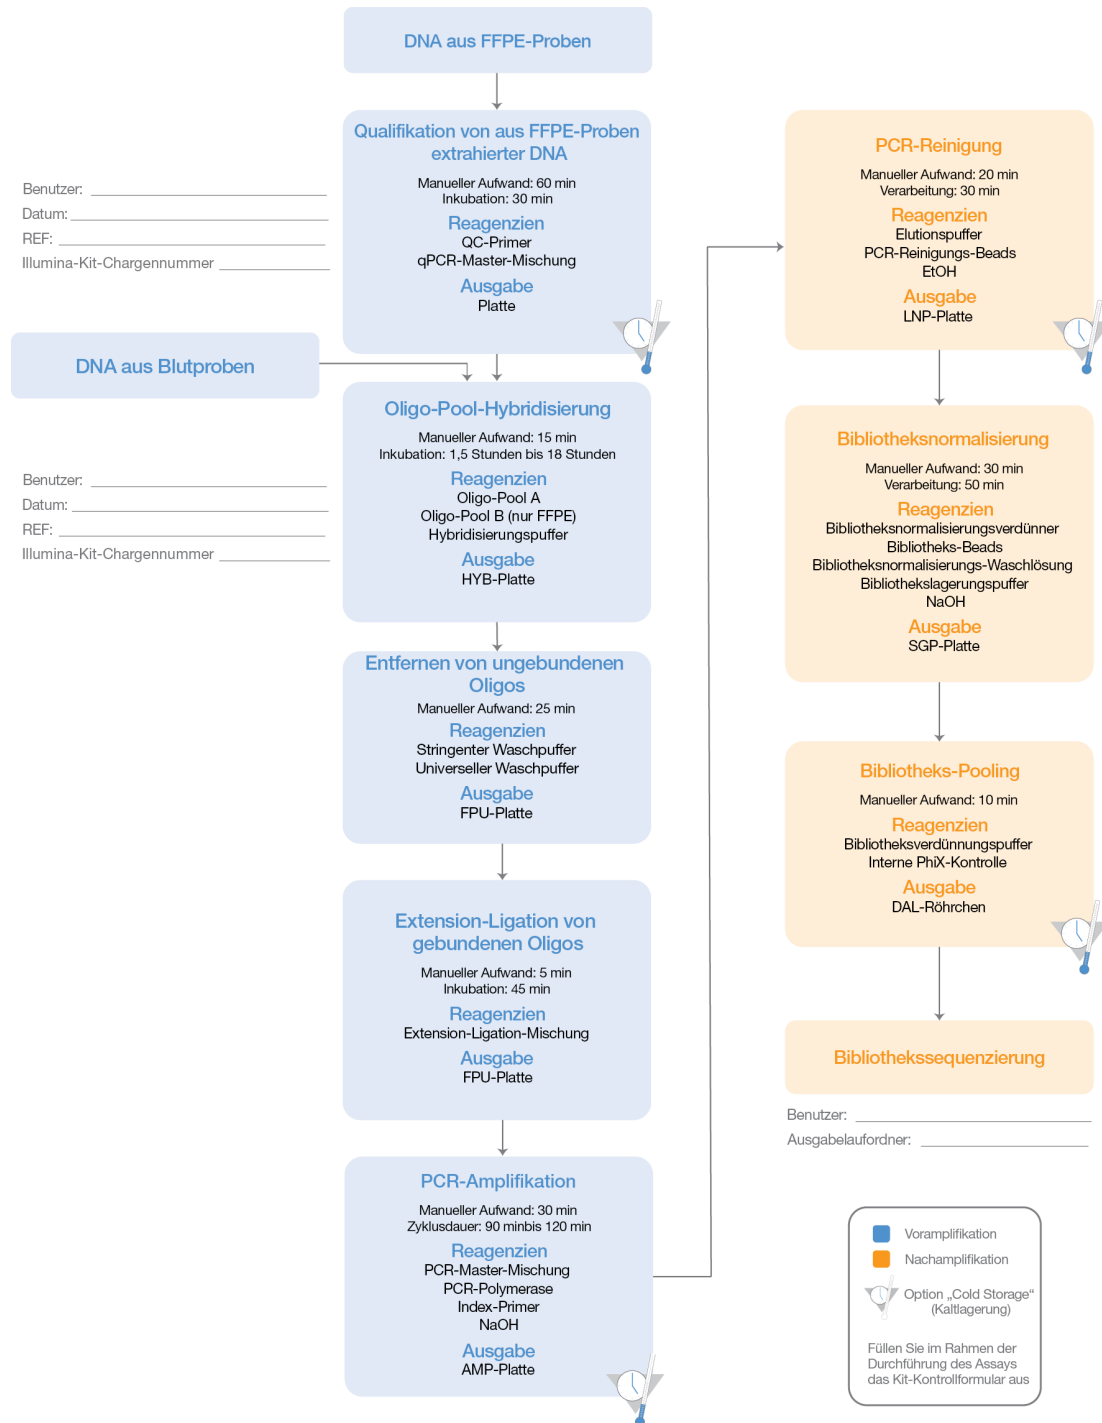 DNA aus FFPE-Proben
Qualifikation von aus FFPE-Proben
extrahierter DNA
Manueller Aufwand: 60 min
Inkubation: 30 min
Reagenzien
QC-Primer
qPCR-Master-Mischung
Ausgabe
Platte
Benutzer:
Datum:
REF:
Illumina-Kit-Chargennummer
DNA aus Blutproben
Oligo-Pool-Hybridisierung
Manueller Aufwand: 15 min
Inkubation: 1,5 Stunden bis 18 Stunden
Reagenzien
Oligo-Pool A
Oligo-Pool B (nur FFPE)
Hybridisierungspuffer
Ausgabe
HYB-Platte
Benutzer:
Datum:
REF:
Illumina-Kit-Chargennummer
Entfernen von ungebundenen
Oligos
Manueller Aufwand: 25 min
Reagenzien
Stringenter Waschpuffer
Universeller Waschpuffer
Ausgabe
FPU-Platte
Extension-Ligation von
gebundenen Oligos
Manueller Aufwand: 5 min
Inkubation: 45 min
Reagenzien
Extension-Ligation-Mischung
Ausgabe
FPU-Platte
PCR-Amplifikation
Manueller Aufwand: 30 min
Zyklusdauer: 90 minbis 120 min
Reagenzien
PCR-Master-Mischung
PCR-Polymerase
Index-Primer
NaOH
Ausgabe
AMP-Platte
PCR-Reinigung
Manueller Aufwand: 20 min
Verarbeitung: 30 min
Reagenzien
Elutionspuffer
PCR-Reinigungs-Beads
EtOH
Ausgabe
LNP-Platte
Bibliotheksnormalisierung
Manueller Aufwand: 30 min
Verarbeitung: 50 min
Reagenzien
Bibliotheksnormalisierungsverdünner
Bibliotheks-Beads
Bibliotheksnormalisierungs-Waschlösung
Bibliothekslagerungspuffer
NaOH
Ausgabe
SGP-Platte
Bibliotheks-Pooling
Manueller Aufwand: 10 min
Reagenzien
Bibliotheksverdünnungspuffer
Interne PhiX-Kontrolle
Ausgabe
DAL-Röhrchen
Bibliothekssequenzierung
Benutzer:
Ausgabelaufordner:
Voramplifikation
Nachamplifikation
Option „Cold Storage“
(Kaltlagerung)
Füllen Sie im Rahmen der
Durchführung des Assays
das Kit-Kontrollformular aus